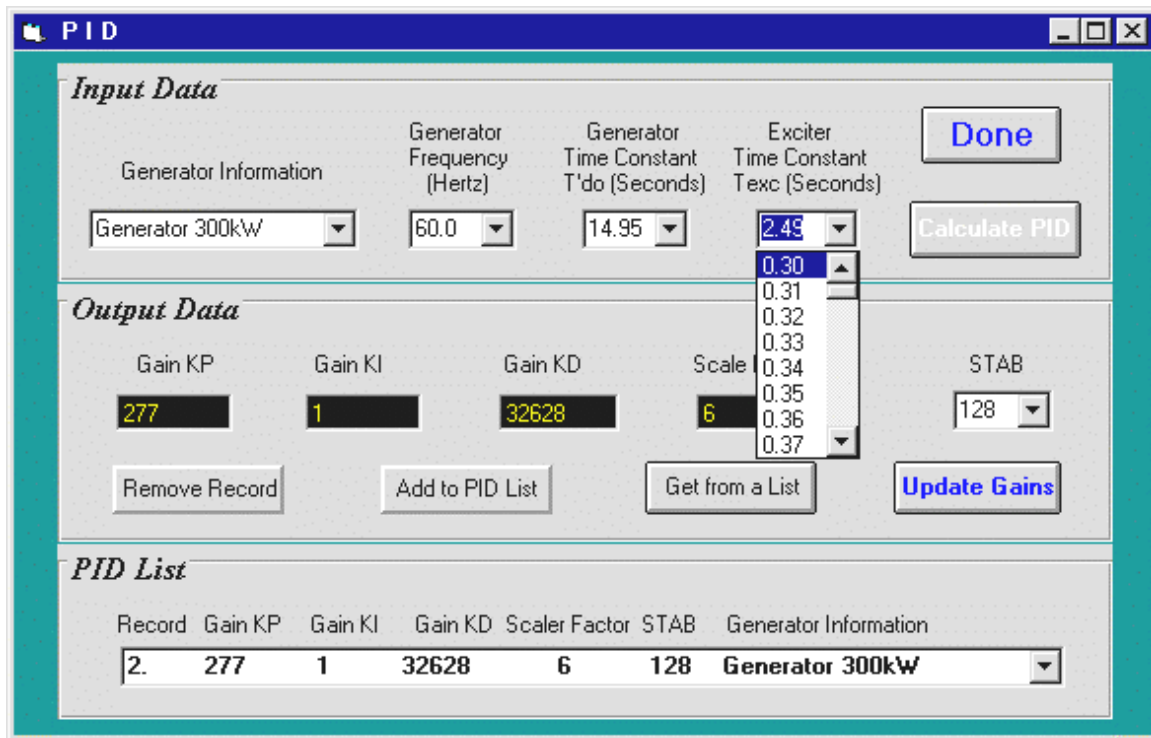 PID
Input Data
Generator Information
Generator Frequency (Hertz)
Generator Time Constant T'do (Seconds)
Exciter Time Constant Texc (Seconds)
Done
Generator 300kW
60.0
14.95
2.49
Calculate PID
0.30
0.31
0.32
0.33
0.34
0.35
0.36
0.37
Output Data
Gain KP
Gain KI
Gain KD
Scale
STAB
277
1
32628
6
128
Remove Record
Add to PID List
Get from a List
Update Gains
PID List
Record Gain KP Gain KI Gain KD Scaler Factor STAB Generator Information
2. 277 1 32628 6 128 Generator 300kW